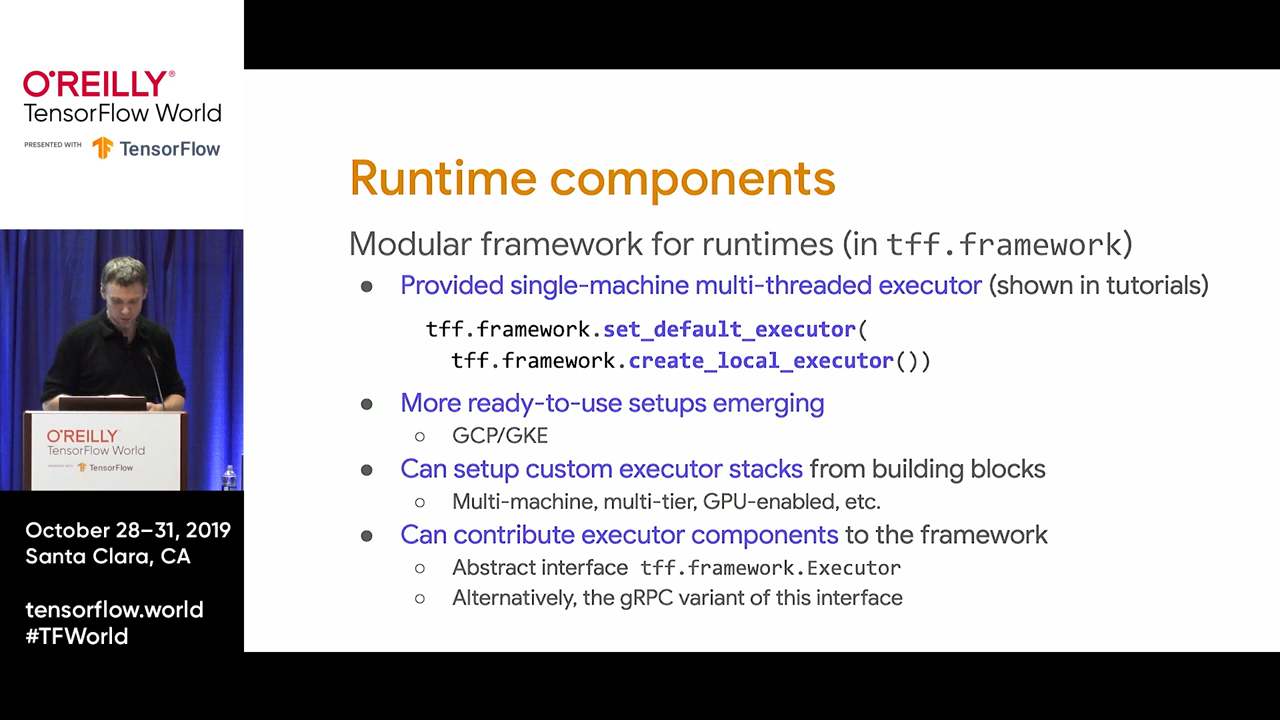 O'REILLY®
TensorFlow World
PRESENTED WITH TensorFlow
O'REILLY
TensorFlow World
TensorFlow
October 28–31, 2019
Santa Clara, CA
tensorflow.world
#TFWorld
Runtime components
Modular framework for runtimes (in tff.framework)
● Provided single-machine multi-threaded executor (shown in tutorials)
tff.framework.set_default_executor(
tff.framework.create_local_executor())
● More ready-to-use setups emerging
○ GCP/GKE
● Can setup custom executor stacks from building blocks
○ Multi-machine, multi-tier, GPU-enabled, etc.
● Can contribute executor components to the framework
○ Abstract interface tff.framework.Executor
○ Alternatively, the gRPC variant of this interface